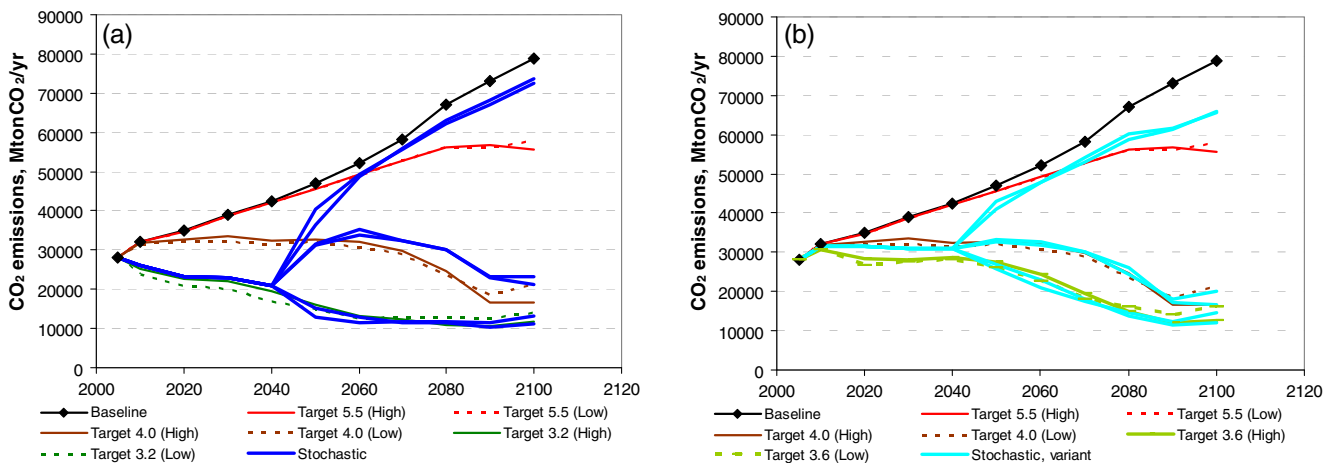 (a)
CO₂ emissions, MtonCO₂/yr
90000
80000
70000
60000
50000
40000
30000
20000
10000
0
2000 2020 2040 2060 2080 2100 2120
Baseline Target 5.5 (High) Target 5.5 (Low)
Target 4.0 (High) Target 4.0 (Low) Target 3.2 (High)
Target 3.2 (Low) Stochastic
(b)
CO₂ emissions, MtonCO₂/yr
90000
80000
70000
60000
50000
40000
30000
20000
10000
0
2000 2020 2040 2060 2080 2100 2120
Baseline Target 5.5 (High) Target 5.5 (Low)
Target 4.0 (High) Target 4.0 (Low) Target 3.6 (High)
Target 3.6 (Low) Stochastic, variant